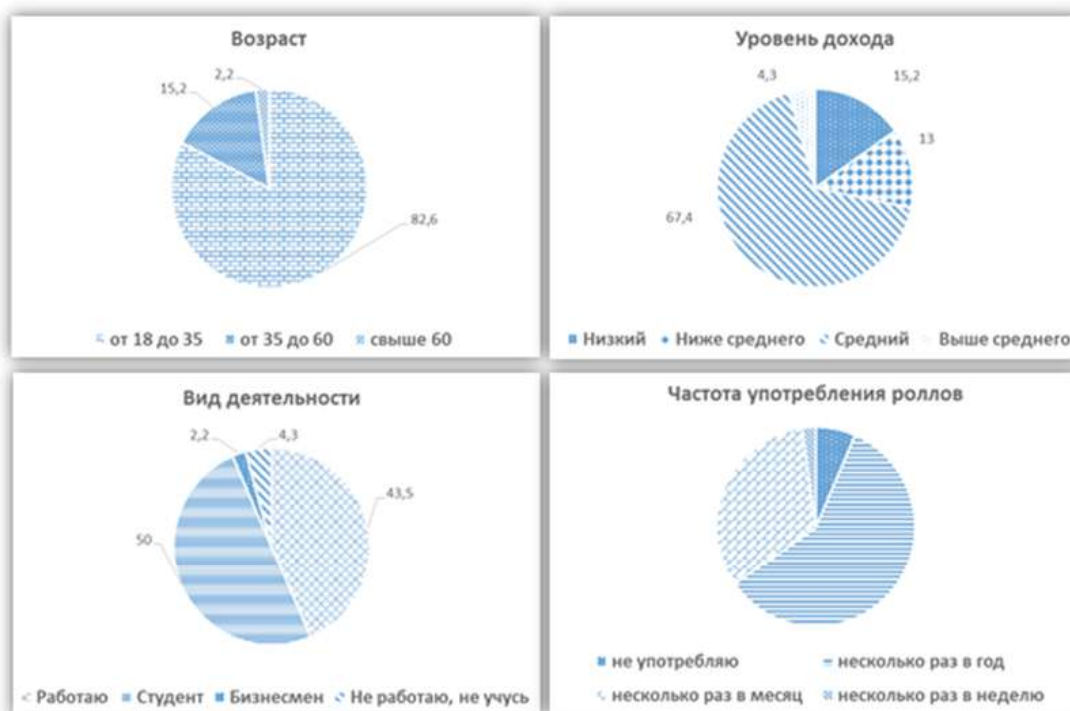 Возраст
2,2
15,2
82,6
от 18 до 35 от 35 до 60 свыше 60
Уровень дохода
4,3 15,2
13
67,4
Низкий Ниже среднего Средний Выше среднего
Вид деятельности
2,2 4,3
43,5
50
Работаю Студент Бизнесмен Не работаю, не учусь
Частота употребления роллов
не употребляю несколько раз в год
несколько раз в месяц несколько раз в неделю